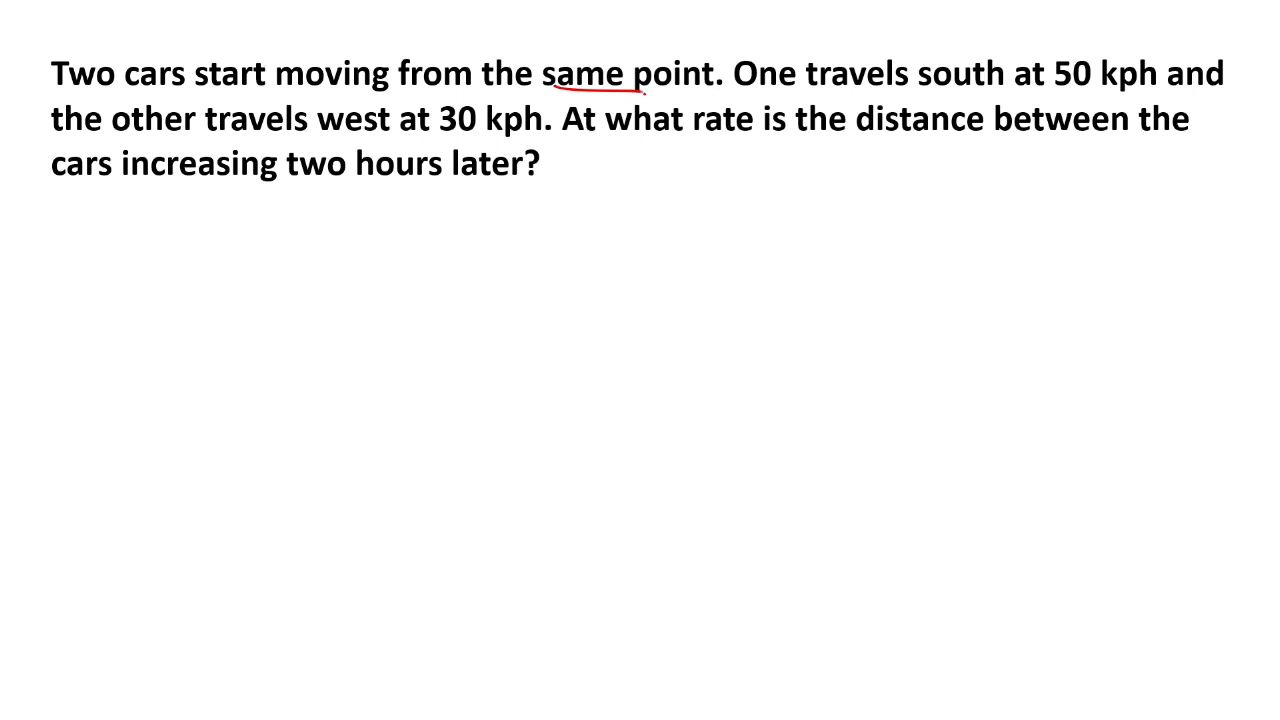 Two cars start moving from the same point. One travels south at 50 kph and
the other travels west at 30 kph. At what rate is the distance between the
cars increasing two hours later?